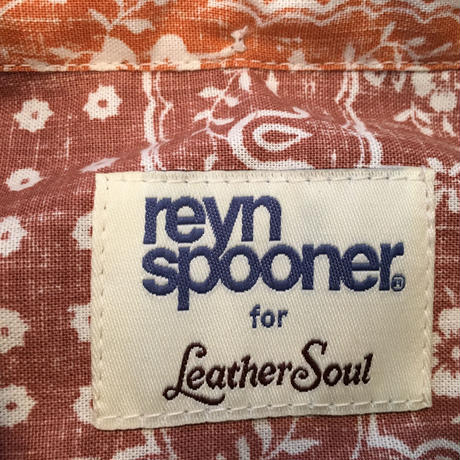 reyn
spooner®
for
Leather Soul